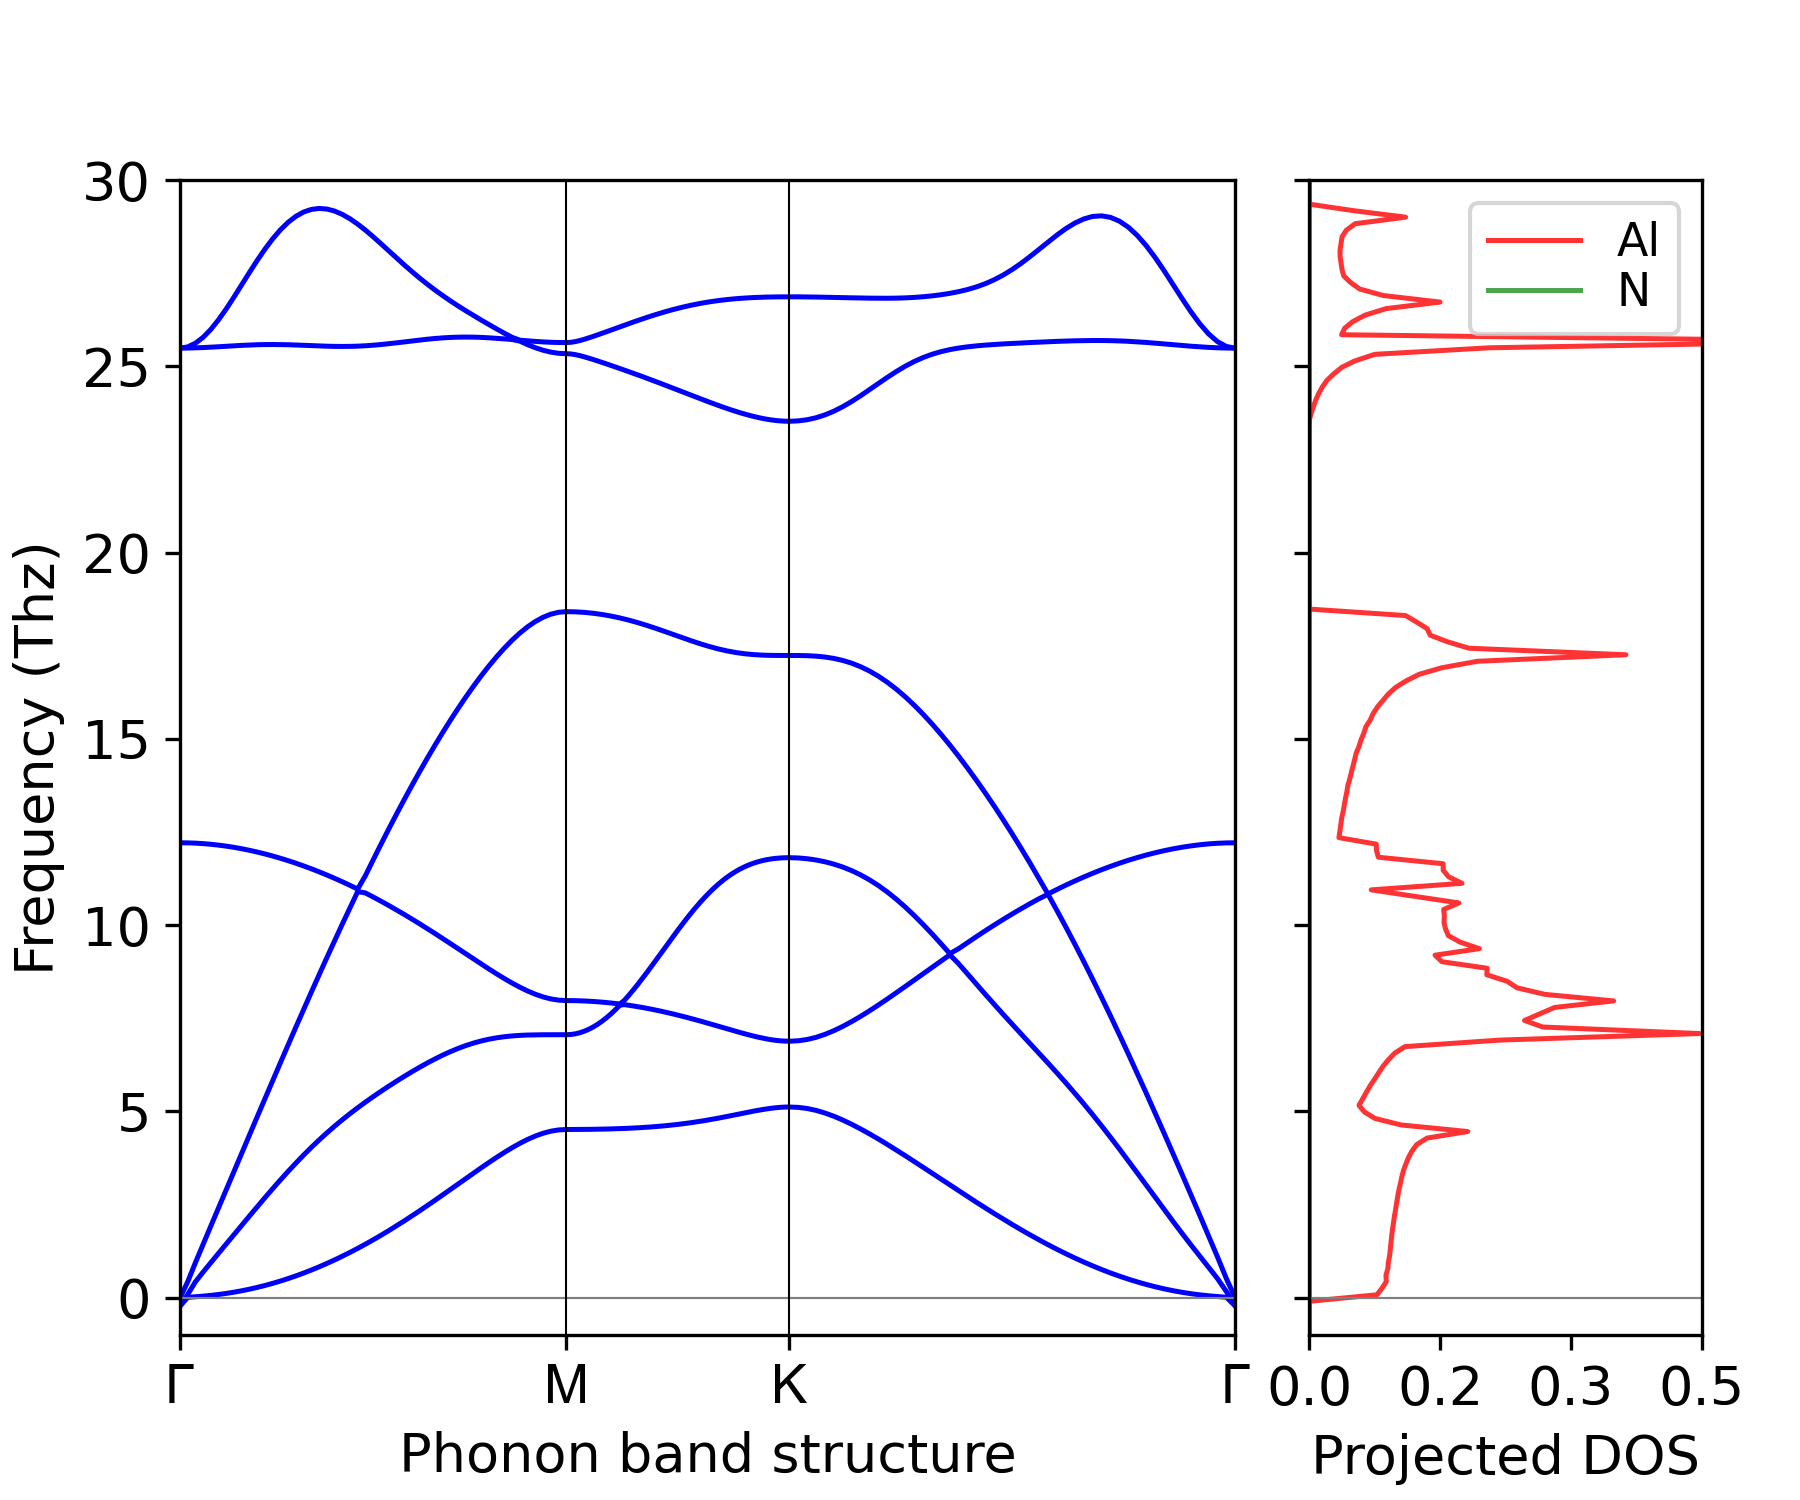 Frequency (Thz)
30
25
20
15
10
5
0
Γ M K Γ
Phonon band structure
Al
N
0.0 0.2 0.3 0.5
Projected DOS